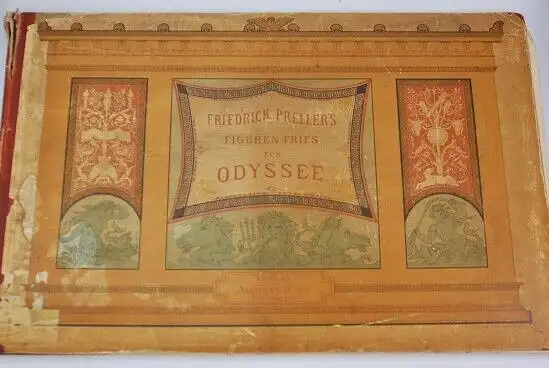 FRIEDRICH PRELLER'S
FIGUREN-FRIES
ZUR
ODYSSEE.